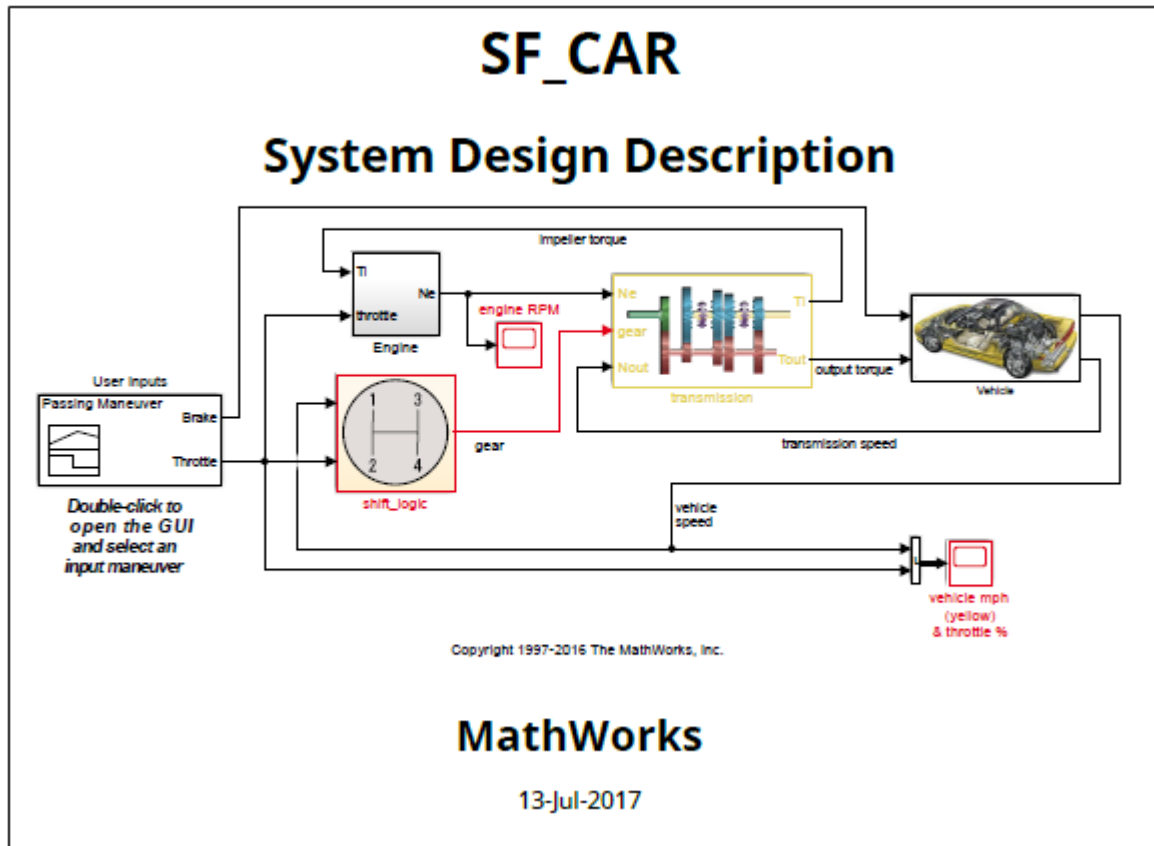 SF_CAR
System Design Description
Impeller torque
Ti
Ne
throttle
Engine
engine RPM
Ne
gear
Nout
Ti
Tout
transmission
output torque
Vehicle
transmission speed
User Inputs
Passing Maneuver
Brake
Throttle
Double-click to
open the GUI
and select an
input maneuver
1 3
2 4
shift_logic
gear
vehicle
speed
vehicle mph
(yellow)
& throttle %
Copyright 1997-2016 The MathWorks, Inc.
MathWorks
13-Jul-2017